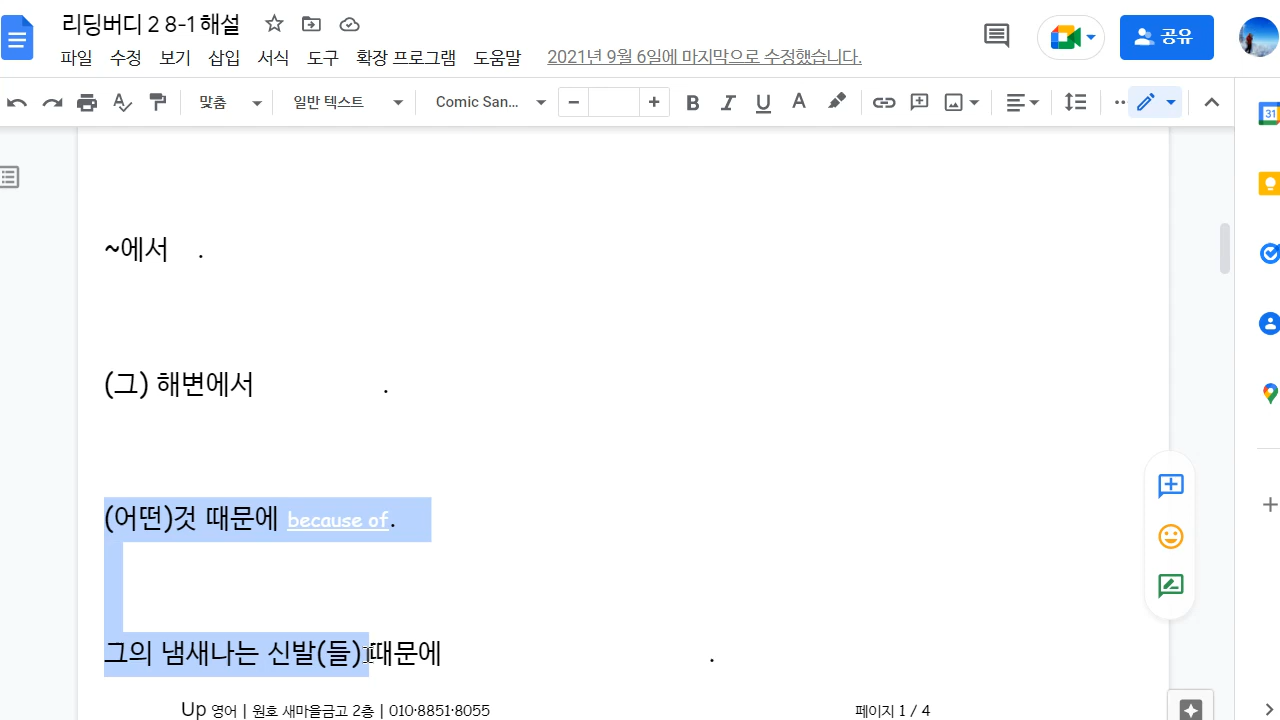 리딩버디 2 8-1 해설
파일 수정 보기 삽입 서식 도구 확장 프로그램 도움말 2021년 9월 6일에 마지막으로 수정했습니다.
공유
맞춤 일반 텍스트 Comic San... B I U A
31
~에서 .
(그) 해변에서 .
(어떤)것 때문에 because of.
그의 냄새나는 신발(들) 때문에 .
Up 영어 | 원호 새마을금고 2층 | 010·8851·8055 페이지 1 / 4